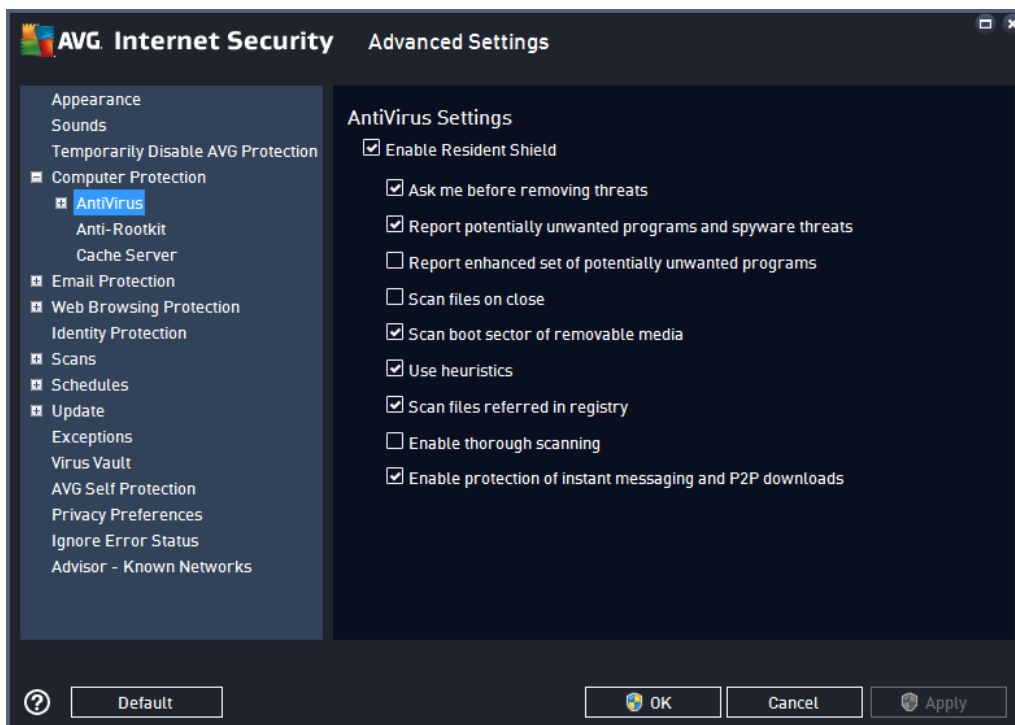 AVG. Internet Security Advanced Settings
Appearance
Sounds
Temporarily Disable AVG Protection
Computer Protection
AntiVirus
Anti-Rootkit
Cache Server
Email Protection
Web Browsing Protection
Identity Protection
Scans
Schedules
Update
Exceptions
Virus Vault
AVG Self Protection
Privacy Preferences
Ignore Error Status
Advisor - Known Networks
AntiVirus Settings
Enable Resident Shield
Ask me before removing threats
Report potentially unwanted programs and spyware threats
Report enhanced set of potentially unwanted programs
Scan files on close
Scan boot sector of removable media
Use heuristics
Scan files referred in registry
Enable thorough scanning
Enable protection of instant messaging and P2P downloads
? Default OK Cancel Apply